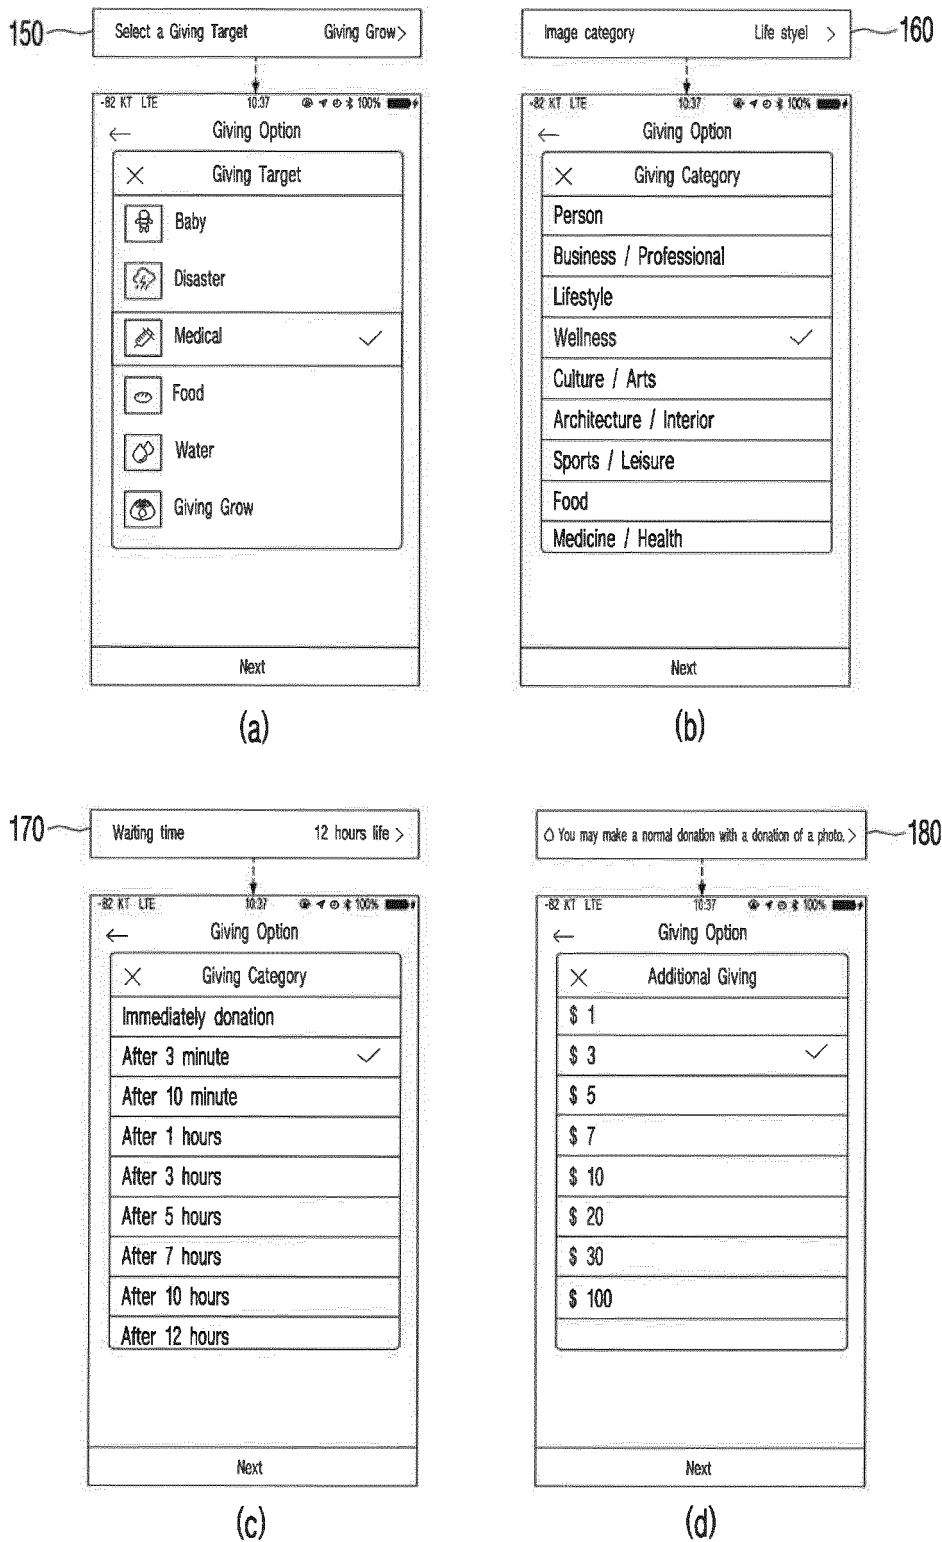 150 Select a Giving Target Giving Grow>
-82 KT LTE 10:37 100%
← Giving Option
× Giving Target
Baby
Disaster
Medical ✓
Food
Water
Giving Grow
Next
(a)
Image category Life styel > 160
-82 KT LTE 10:37 100%
← Giving Option
× Giving Category
Person
Business / Professional
Lifestyle
Wellness ✓
Culture / Arts
Architecture / Interior
Sports / Leisure
Food
Medicine / Health
Next
(b)
170 Waiting time 12 hours life >
-82 KT LTE 10:37 100%
← Giving Option
× Giving Category
Immediately donation
After 3 minute ✓
After 10 minute
After 1 hours
After 3 hours
After 5 hours
After 7 hours
After 10 hours
After 12 hours
Next
(c)
You may make a normal donation with a donation of a photo. > 180
-82 KT LTE 10:37 100%
← Giving Option
× Additional Giving
$ 1
$ 3 ✓
$ 5
$ 7
$ 10
$ 20
$ 30
$ 100
Next
(d)